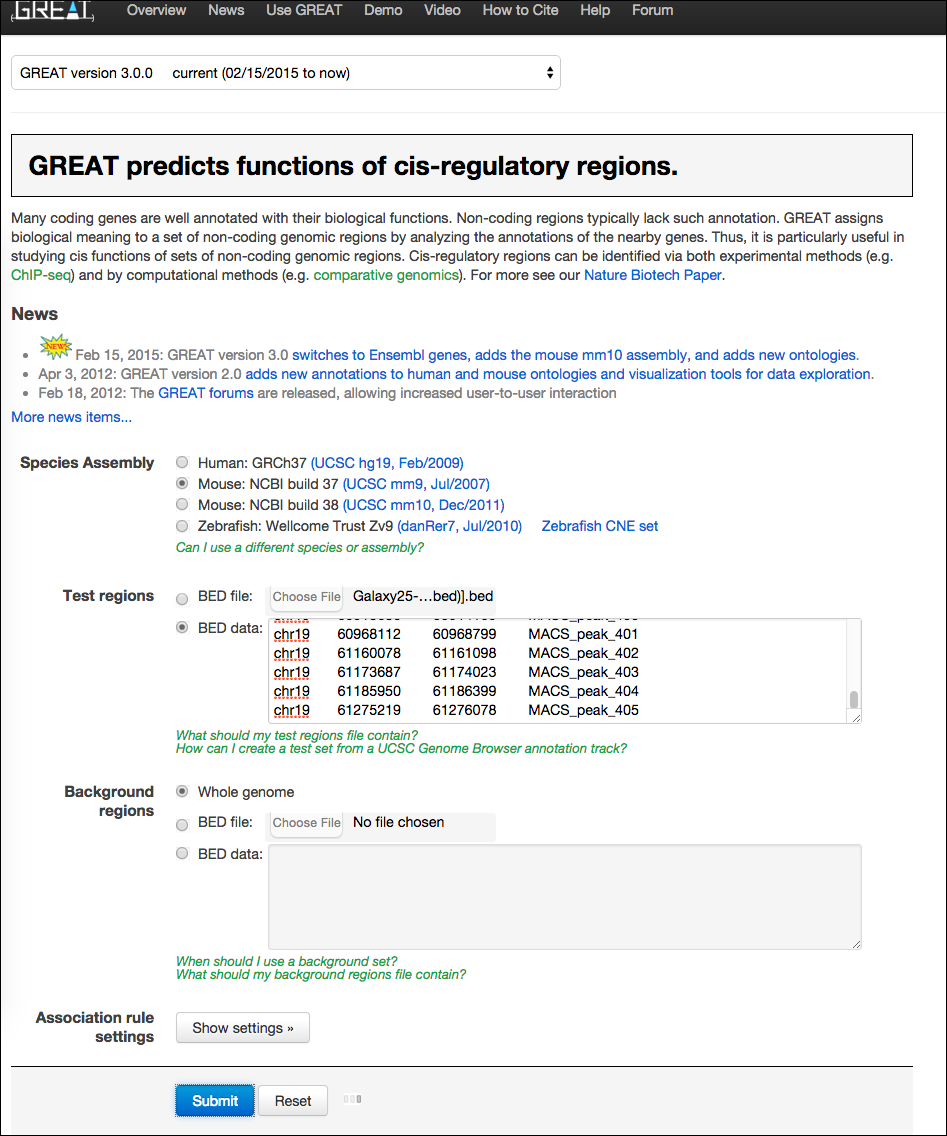 GREAT Overview News Use GREAT Demo Video How to Cite Help Forum
GREAT version 3.0.0 current (02/15/2015 to now)
GREAT predicts functions of cis-regulatory regions.
Many coding genes are well annotated with their biological functions. Non-coding regions typically lack such annotation. GREAT assigns
biological meaning to a set of non-coding genomic regions by analyzing the annotations of the nearby genes. Thus, it is particularly useful in
studying cis functions of sets of non-coding genomic regions. Cis-regulatory regions can be identified via both experimental methods (e.g.
ChIP-seq) and by computational methods (e.g. comparative genomics). For more see our Nature Biotech Paper.
News
• NEW Feb 15, 2015: GREAT version 3.0 switches to Ensembl genes, adds the mouse mm10 assembly, and adds new ontologies.
• Apr 3, 2012: GREAT version 2.0 adds new annotations to human and mouse ontologies and visualization tools for data exploration.
• Feb 18, 2012: The GREAT forums are released, allowing increased user-to-user interaction
More news items...
Species Assembly Human: GRCh37 (UCSC hg19, Feb/2009)
Mouse: NCBI build 37 (UCSC mm9, Jul/2007)
Mouse: NCBI build 38 (UCSC mm10, Dec/2011)
Zebrafish: Wellcome Trust Zv9 (danRer7, Jul/2010) Zebrafish CNE set
Can I use a different species or assembly?
Test regions BED file: Choose File Galaxy25-...bed)].bed
BED data:
chr19 60968112 60968799 MACS_peak_401
chr19 61160078 61161098 MACS_peak_402
chr19 61173687 61174023 MACS_peak_403
chr19 61185950 61186399 MACS_peak_404
chr19 61275219 61276078 MACS_peak_405
What should my test regions file contain?
How can I create a test set from a UCSC Genome Browser annotation track?
Background Whole genome
regions
BED file: Choose File No file chosen
BED data:
When should I use a background set?
What should my background regions file contain?
Association rule
settings Show settings »
Submit Reset